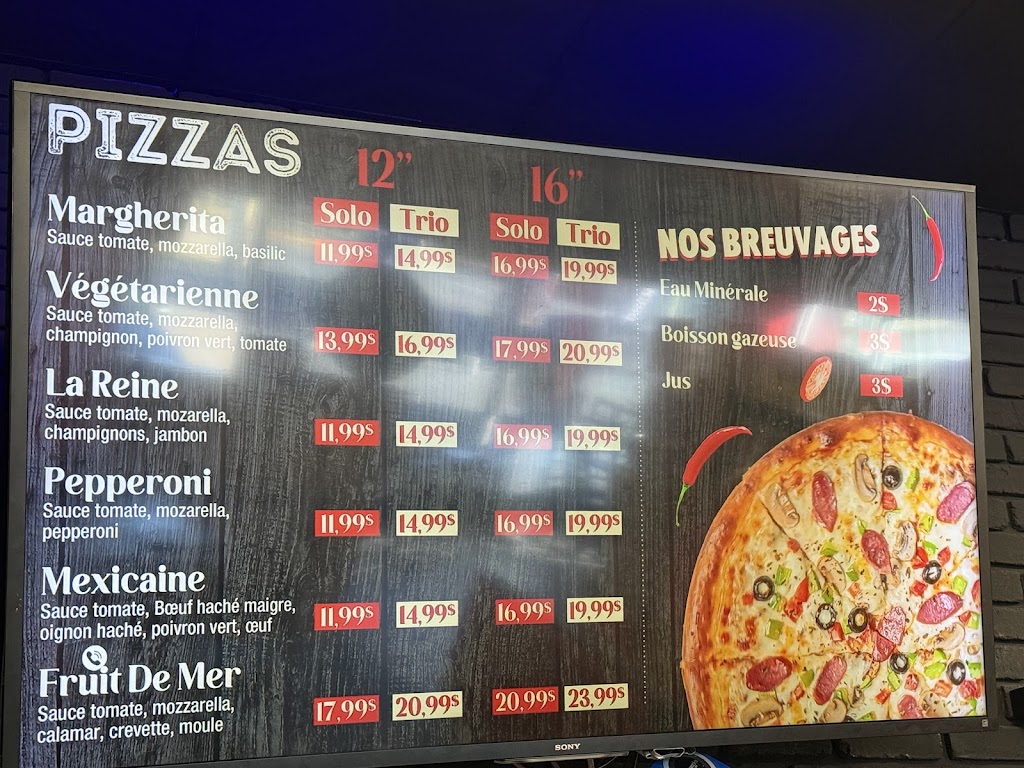 PIZZAS
12” 16”
Solo Trio Solo Trio
Margherita
Sauce tomate, mozzarella, basilic
11,99$ 14,99$ 16,99$ 19,99$
Végétarienne
Sauce tomate, mozzarella,
champignon, poivron vert, tomate
13,99$ 16,99$ 17,99$ 20,99$
La Reine
Sauce tomate, mozarella,
champignons, jambon
11,99$ 14,99$ 16,99$ 19,99$
Pepperoni
Sauce tomate, mozarella,
pepperoni
11,99$ 14,99$ 16,99$ 19,99$
Mexicaine
Sauce tomate, Bœuf haché maigre,
oignon haché, poivron vert, œuf
11,99$ 14,99$ 16,99$ 19,99$
Fruit De Mer
Sauce tomate, mozzarella,
calamar, crevette, moule
17,99$ 20,99$ 20,99$ 23,99$
NOS BREUVAGES
Eau Minérale 2$
Boisson gazeuse 3$
Jus 3$
SONY